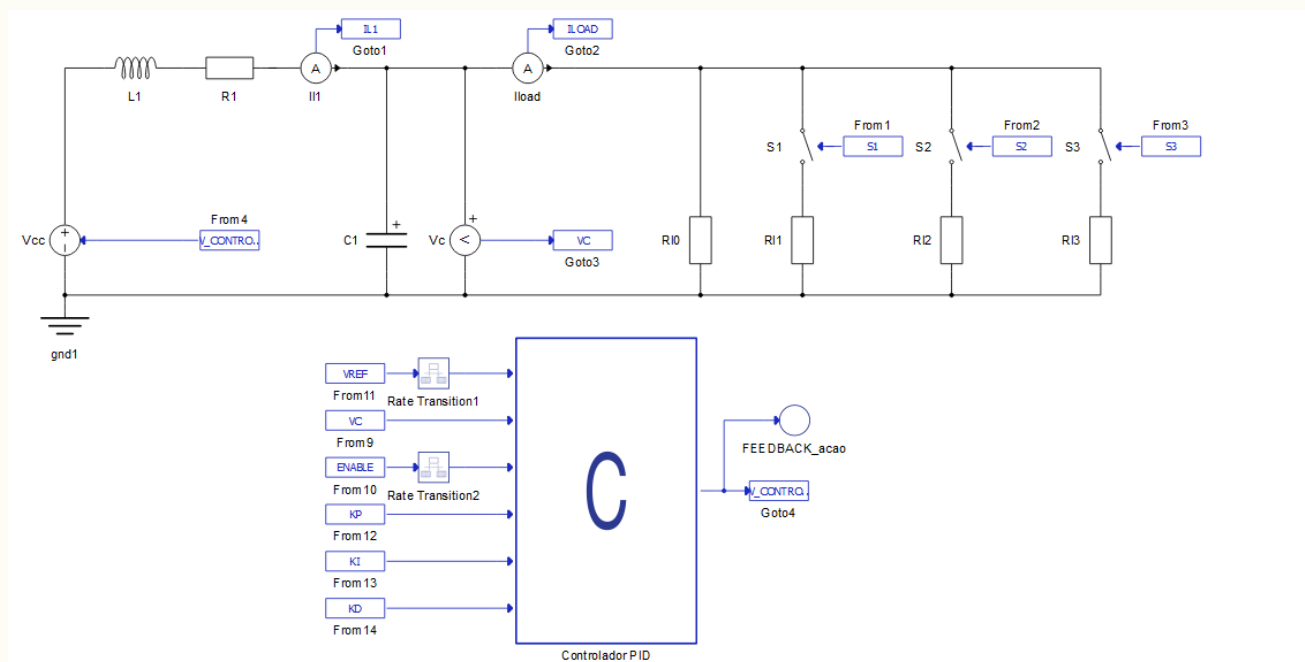 IL1
Goto1
ILOAD
Goto2
A
A
L1
R1
Il1
Iload
From1
From2
From3
S1
S1
S2
S2
S3
S3
From4
Vcc
V_CONTRO..
C1
+
Vc
+
VC
Goto3
Rl0
Rl1
Rl2
Rl3
gnd1
VREF
From11
Rate Transition1
VC
From9
ENABLE
From10
Rate Transition2
KP
From12
KI
From13
KD
From14
C
Controlador PID
FEEDBACK_acao
V_CONTRO..
Goto4